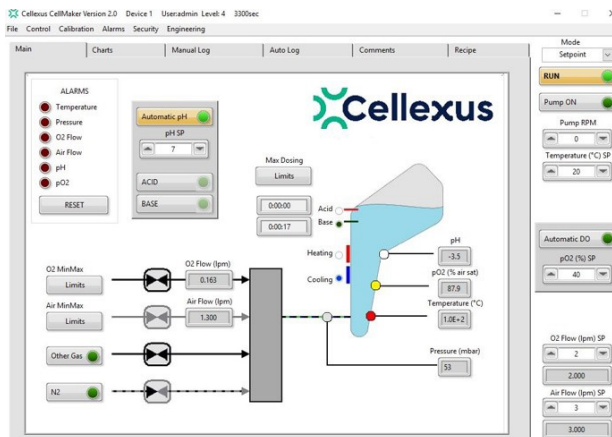 Cellexus CellMaker Version 2.0 Device 1 User:admin Level: 4 3300sec
File Control Calibration Alarms Security Engineering
Main Charts Manual Log Auto Log Comments Recipe
Mode
Setpoint
RUN
Pump ON
Pump RPM
0
Temperature (°C) SP
20
Automatic DO
pO2 (%) SP
40
O2 Flow (lpm) SP
2
2.000
Air Flow (lpm) SP
3
3.000
ALARMS
Temperature
Pressure
O2 Flow
Air Flow
pH
pO2
RESET
Automatic pH
pH SP
7
ACID
BASE
Cellexus
Max Dosing
Limits
0:00:00 Acid
0:00:17 Base
Heating
Cooling
pH
-3.5
pO2 (% air sat)
87.9
Temperature (°C)
1.0E+2
Pressure (mbar)
53
O2 MinMax
Limits
O2 Flow (lpm)
0.163
Air MinMax
Limits
Air Flow (lpm)
1.300
Other Gas
N2